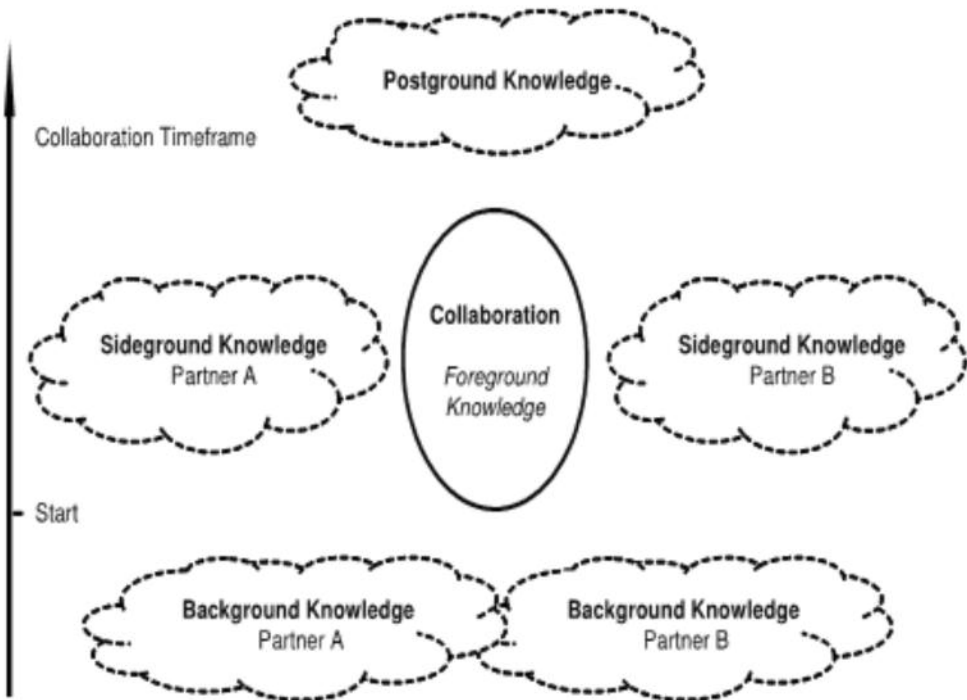 Postground Knowledge
Collaboration Timeframe
Collaboration
Foreground
Knowledge
Sideground Knowledge
Partner A
Sideground Knowledge
Partner B
Start
Background Knowledge
Partner A
Background Knowledge
Partner B